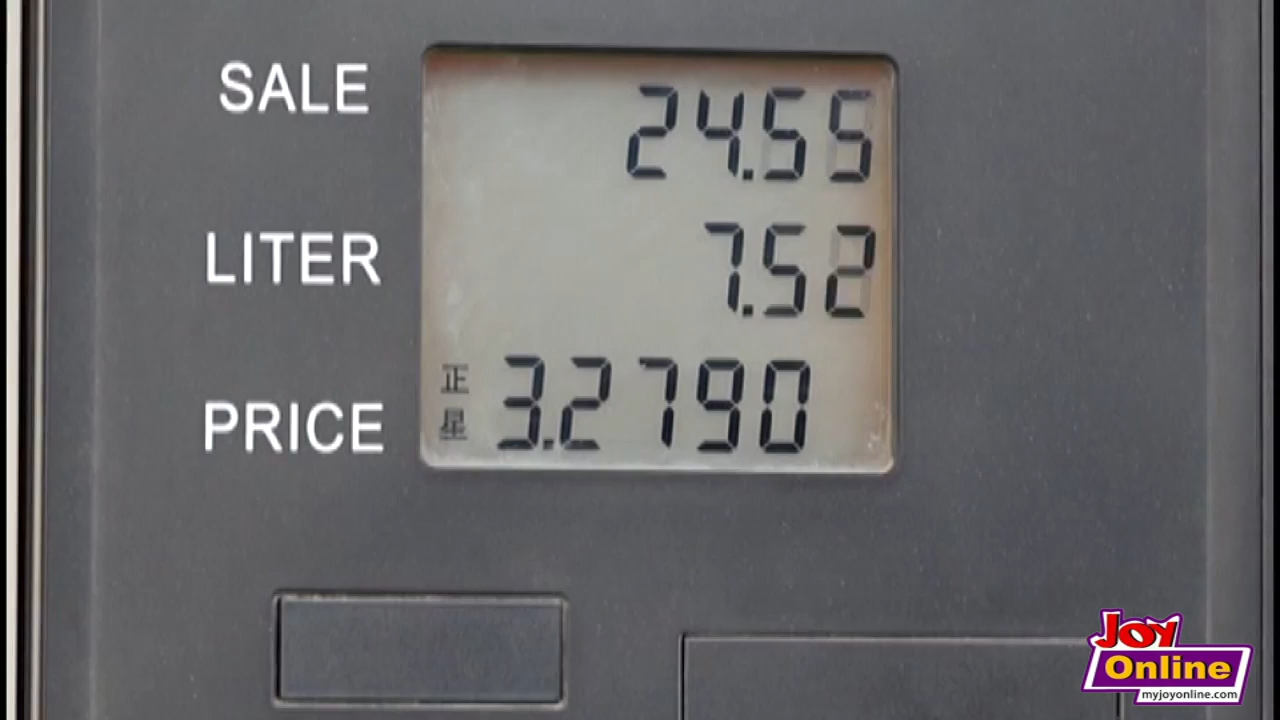 SALE 24.55
LITER 7.52
正
星
PRICE 3.2790
Joy
Online
myjoyonline.com